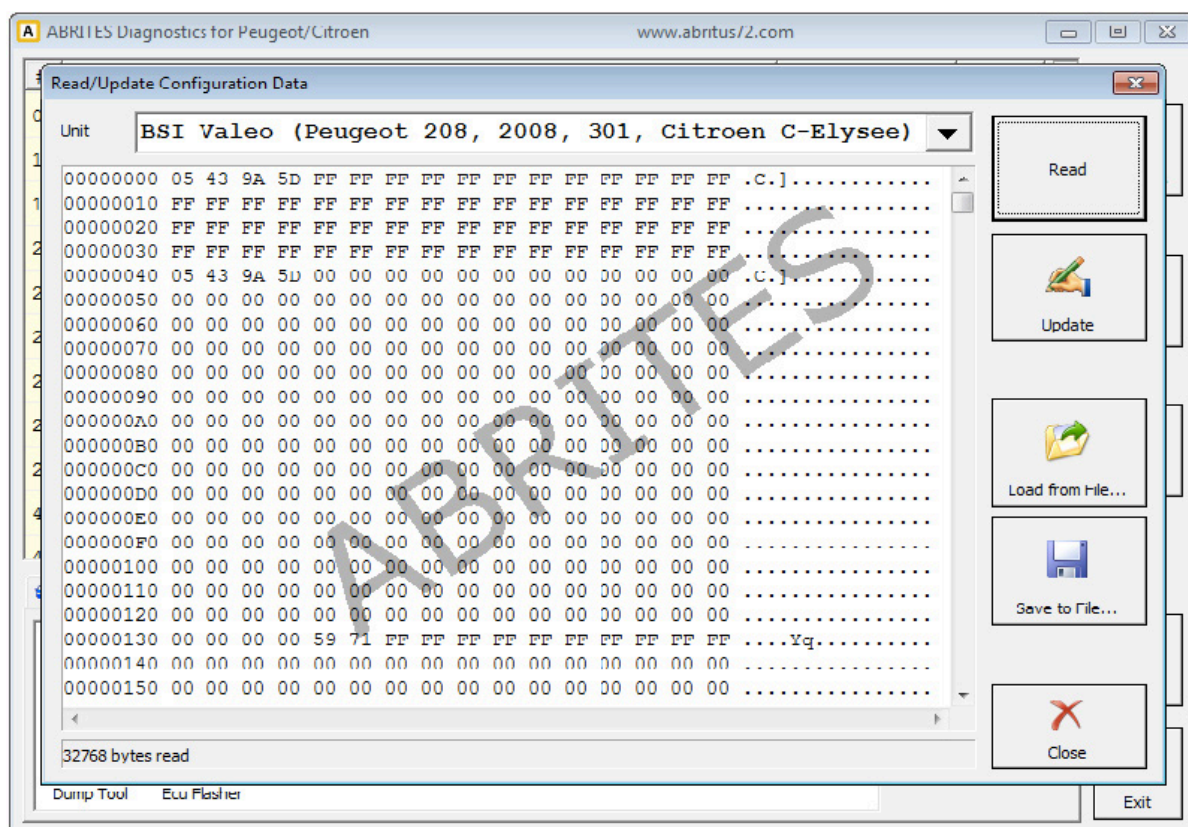 ABRITES Diagnostics for Peugeot/Citroen www.abritus72.com
Read/Update Configuration Data
Unit BSI Valeo (Peugeot 208, 2008, 301, Citroen C-Elysee)
00000000 05 43 9A 5D FF FF FF FF FF FF FF FF FF FF FF FF .C.]............
00000010 FF FF FF FF FF FF FF FF FF FF FF FF FF FF FF FF ................
00000020 FF FF FF FF FF FF FF FF FF FF FF FF FF FF FF FF ................
00000030 FF FF FF FF FF FF FF FF FF FF FF FF FF FF FF FF ................
00000040 05 43 9A 5D 00 00 00 00 00 00 00 00 00 00 00 00 .C.]............
00000050 00 00 00 00 00 00 00 00 00 00 00 00 00 00 00 00 ................
00000060 00 00 00 00 00 00 00 00 00 00 00 00 00 00 00 00 ................
00000070 00 00 00 00 00 00 00 00 00 00 00 00 00 00 00 00 ................
00000080 00 00 00 00 00 00 00 00 00 00 00 00 00 00 00 00 ................
00000090 00 00 00 00 00 00 00 00 00 00 00 00 00 00 00 00 ................
000000A0 00 00 00 00 00 00 00 00 00 00 00 00 00 00 00 00 ................
000000B0 00 00 00 00 00 00 00 00 00 00 00 00 00 00 00 00 ................
000000C0 00 00 00 00 00 00 00 00 00 00 00 00 00 00 00 00 ................
000000D0 00 00 00 00 00 00 00 00 00 00 00 00 00 00 00 00 ................
000000E0 00 00 00 00 00 00 00 00 00 00 00 00 00 00 00 00 ................
000000F0 00 00 00 00 00 00 00 00 00 00 00 00 00 00 00 00 ................
00000100 00 00 00 00 00 00 00 00 00 00 00 00 00 00 00 00 ................
00000110 00 00 00 00 00 00 00 00 00 00 00 00 00 00 00 00 ................
00000120 00 00 00 00 00 00 00 00 00 00 00 00 00 00 00 00 ................
00000130 00 00 00 00 59 71 FF FF FF FF FF FF FF FF FF FF ....Yq..........
00000140 00 00 00 00 00 00 00 00 00 00 00 00 00 00 00 00 ................
00000150 00 00 00 00 00 00 00 00 00 00 00 00 00 00 00 00 ................
ABRITES
32768 bytes read
Read
Update
Load from File...
Save to File...
Close
Dump Tool Ecu Flasher
Exit